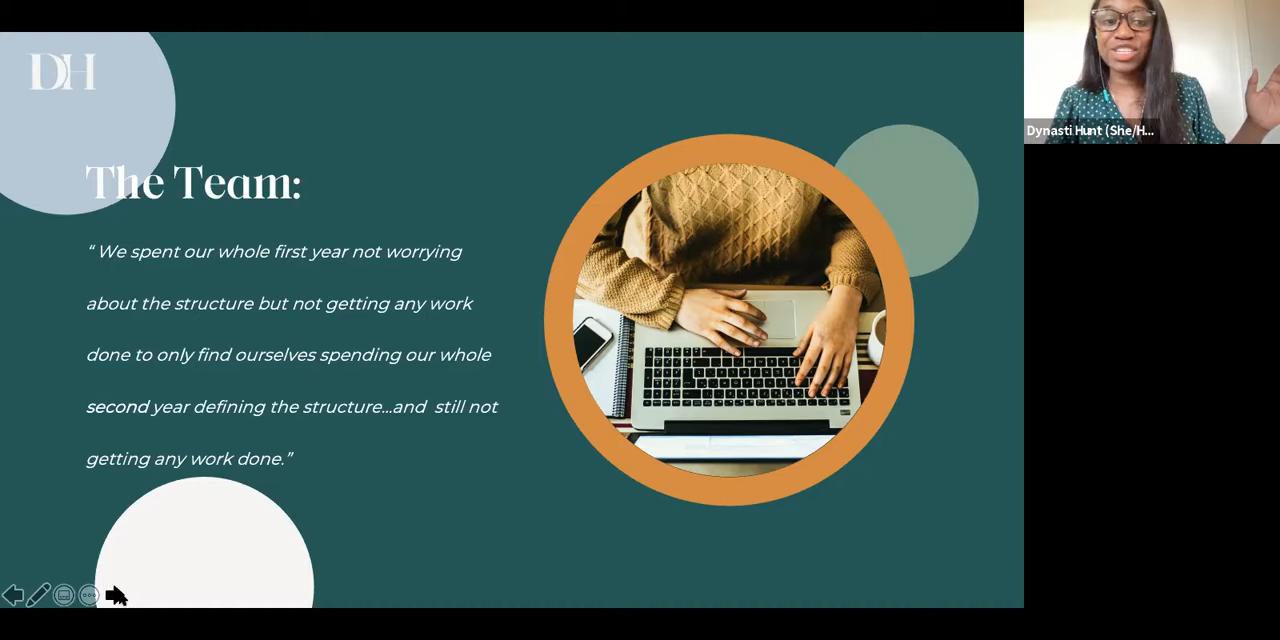 DH
The Team:
“ We spent our whole first year not worrying
about the structure but not getting any work
done to only find ourselves spending our whole
second year defining the structure...and still not
getting any work done.”
Dynasti Hunt (She/H...